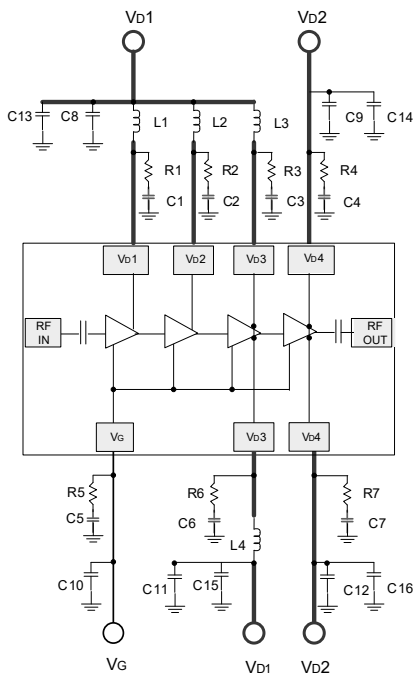 VD1 VD2
C13 C8 L1 L2 L3 C9 C14
R1 R2 R3 R4
C1 C2 C3 C4
VD1 VD2 VD3 VD4
RF IN
RF OUT
VG VD3 VD4
R5 R6 R7
C5 C6 C7
L4
C10 C11 C15 C12 C16
VG VD1 VD2